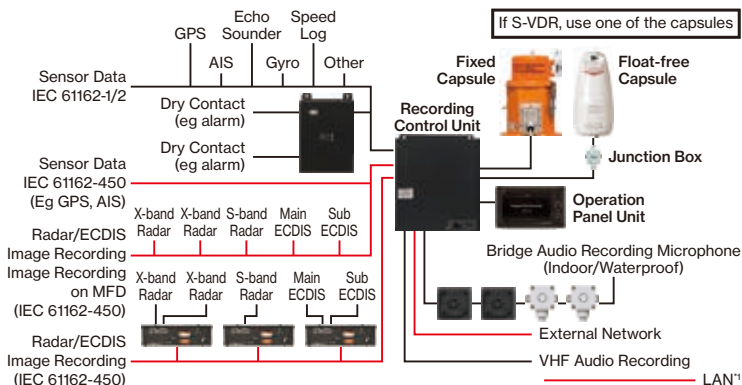 If S-VDR, use one of the capsules
Echo
Sounder
Speed
Log
GPS
AIS
Gyro
Other
Sensor Data
IEC 61162-1/2
Dry Contact
(eg alarm)
Dry Contact
(eg alarm)
Fixed
Capsule
Float-free
Capsule
Recording
Control Unit
Junction Box
Sensor Data
IEC 61162-450
(Eg GPS, AIS)
Operation
Panel Unit
X-band
Radar
X-band
Radar
S-band
Radar
Main
ECDIS
Sub
ECDIS
Radar/ECDIS
Image Recording
Image Recording
on MFD
(IEC 61162-450)
Bridge Audio Recording Microphone
(Indoor/Waterproof)
X-band
Radar
X-band
Radar
S-band
Radar
Main
ECDIS
Sub
ECDIS
Radar/ECDIS
Image Recording
(IEC 61162-450)
External Network
VHF Audio Recording
LAN*1